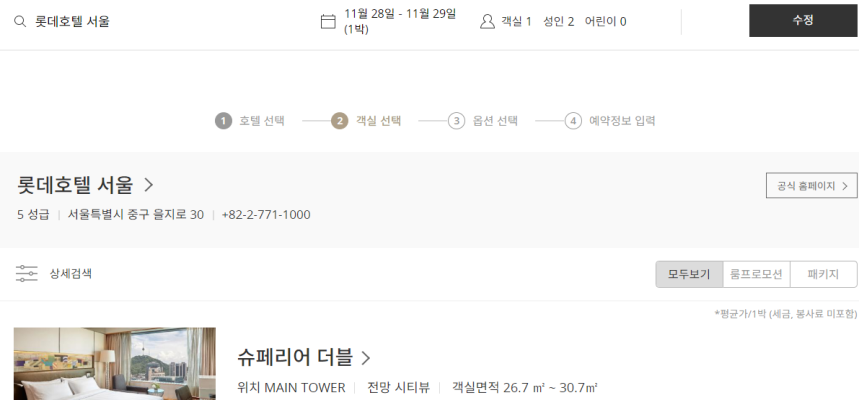 롯데호텔 서울
11월 28일 - 11월 29일
(1박)
객실 1 성인 2 어린이 0
수정
1 호텔 선택
2 객실 선택
3 옵션 선택
4 예약정보 입력
롯데호텔 서울
공식 홈페이지
5 성급 | 서울특별시 중구 을지로 30 | +82-2-771-1000
상세검색
모두보기 룸프로모션 패키지
*평균가/1박 (세금, 봉사료 미포함)
슈페리어 더블
위치 MAIN TOWER | 전망 시티뷰 | 객실면적 26.7 ㎡ ~ 30.7㎡